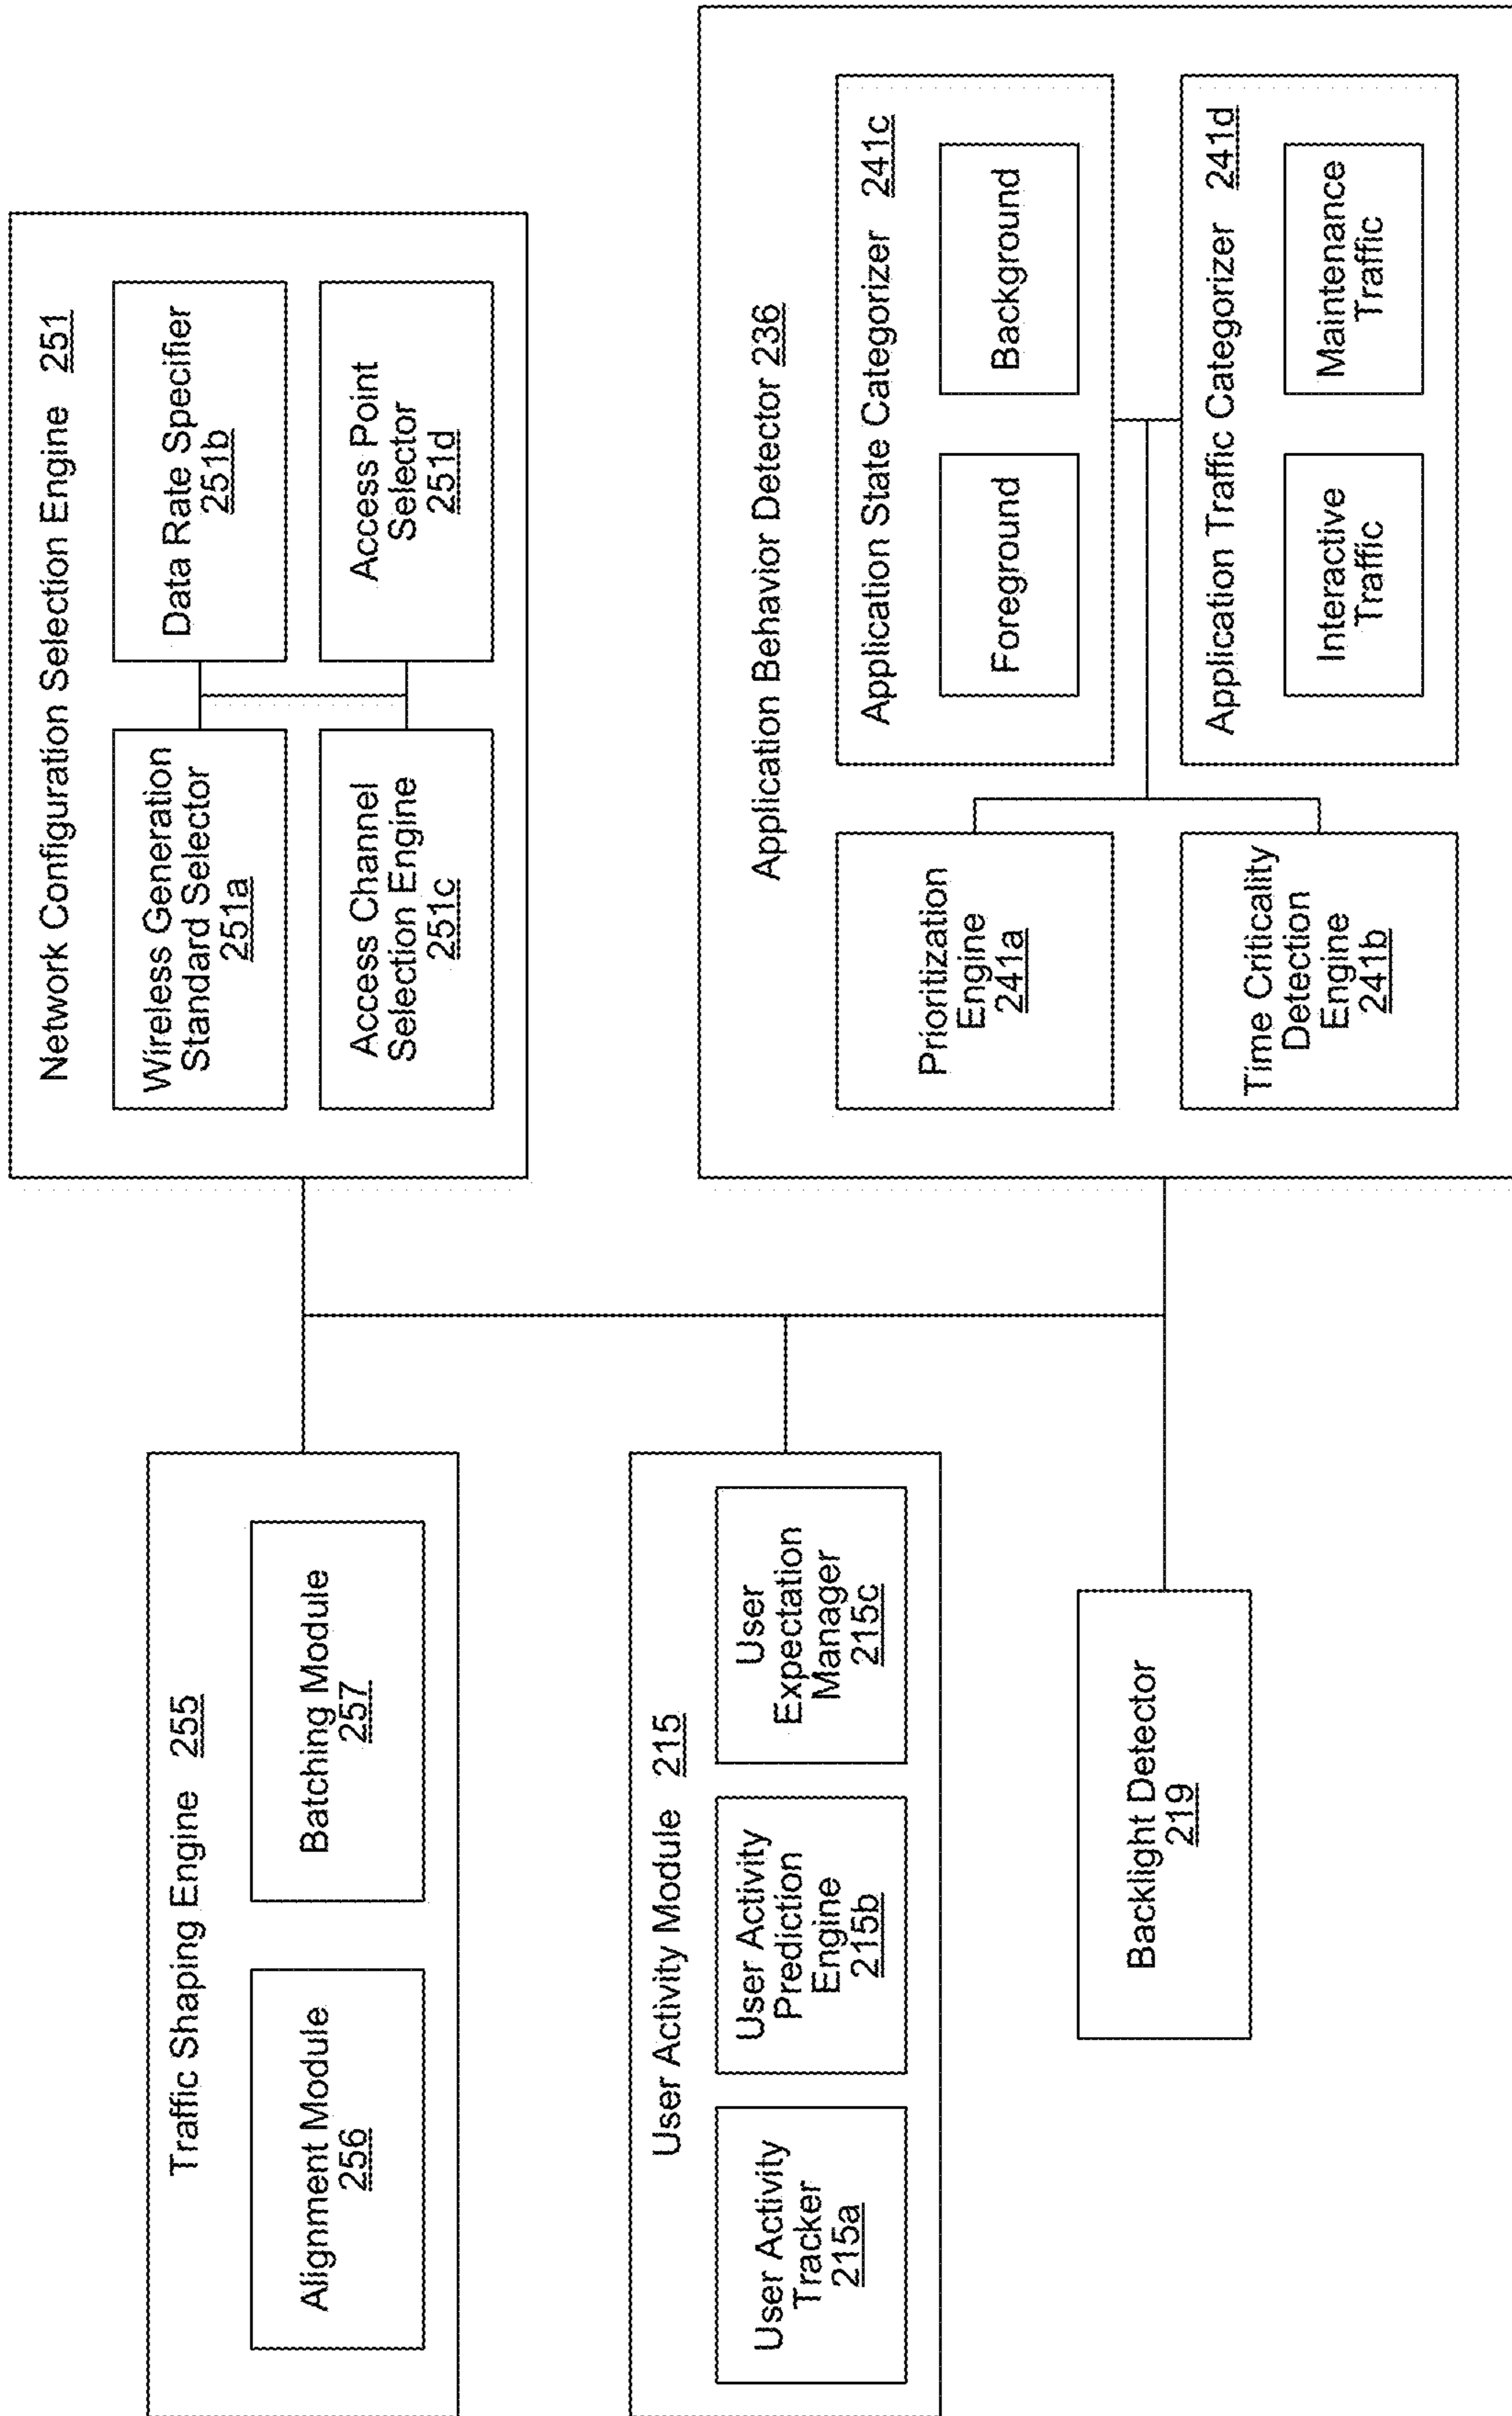 Traffic Shaping Engine 255
Alignment Module
256
Batching Module
257
User Activity Module 215
User Activity
Tracker
215a
User Activity
Prediction
Engine
215b
User
Expectation
Manager
215c
Backlight Detector
219
Network Configuration Selection Engine 251
Wireless Generation
Standard Selector
251a
Data Rate Specifier
251b
Access Channel
Selection Engine
251c
Access Point
Selector
251d
Application Behavior Detector 236
Prioritization
Engine
241a
Time Criticality
Detection
Engine
241b
Application State Categorizer 241c
Foreground
Background
Application Traffic Categorizer 241d
Interactive
Traffic
Maintenance
Traffic